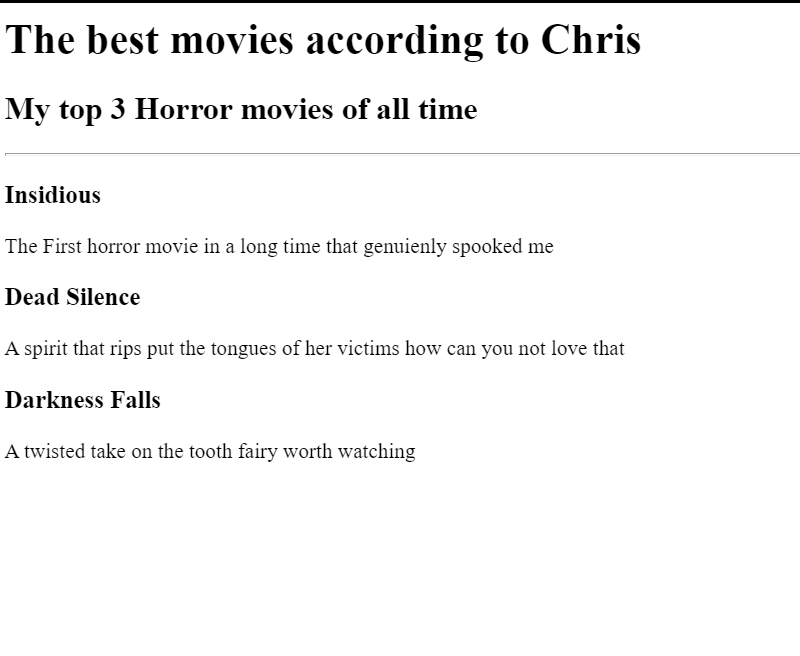 The best movies according to Chris
My top 3 Horror movies of all time
Insidious
The First horror movie in a long time that genuienly spooked me
Dead Silence
A spirit that rips put the tongues of her victims how can you not love that
Darkness Falls
A twisted take on the tooth fairy worth watching